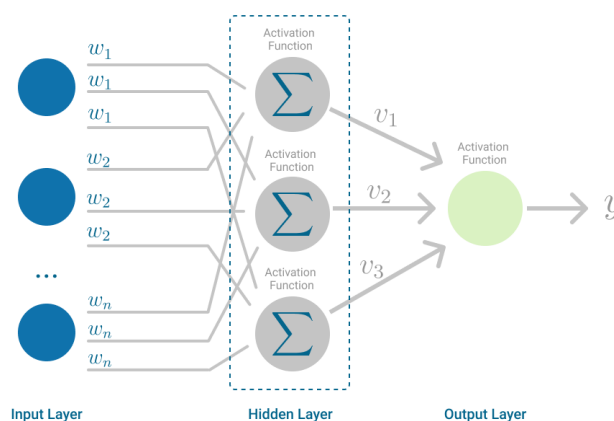 w₁
w₁
w₁
w₂
w₂
w₂
...
wₙ
wₙ
wₙ
Activation
Function
Σ
Activation
Function
Σ
Activation
Function
Σ
v₁
v₂
v₃
Activation
Function
y
Input Layer
Hidden Layer
Output Layer